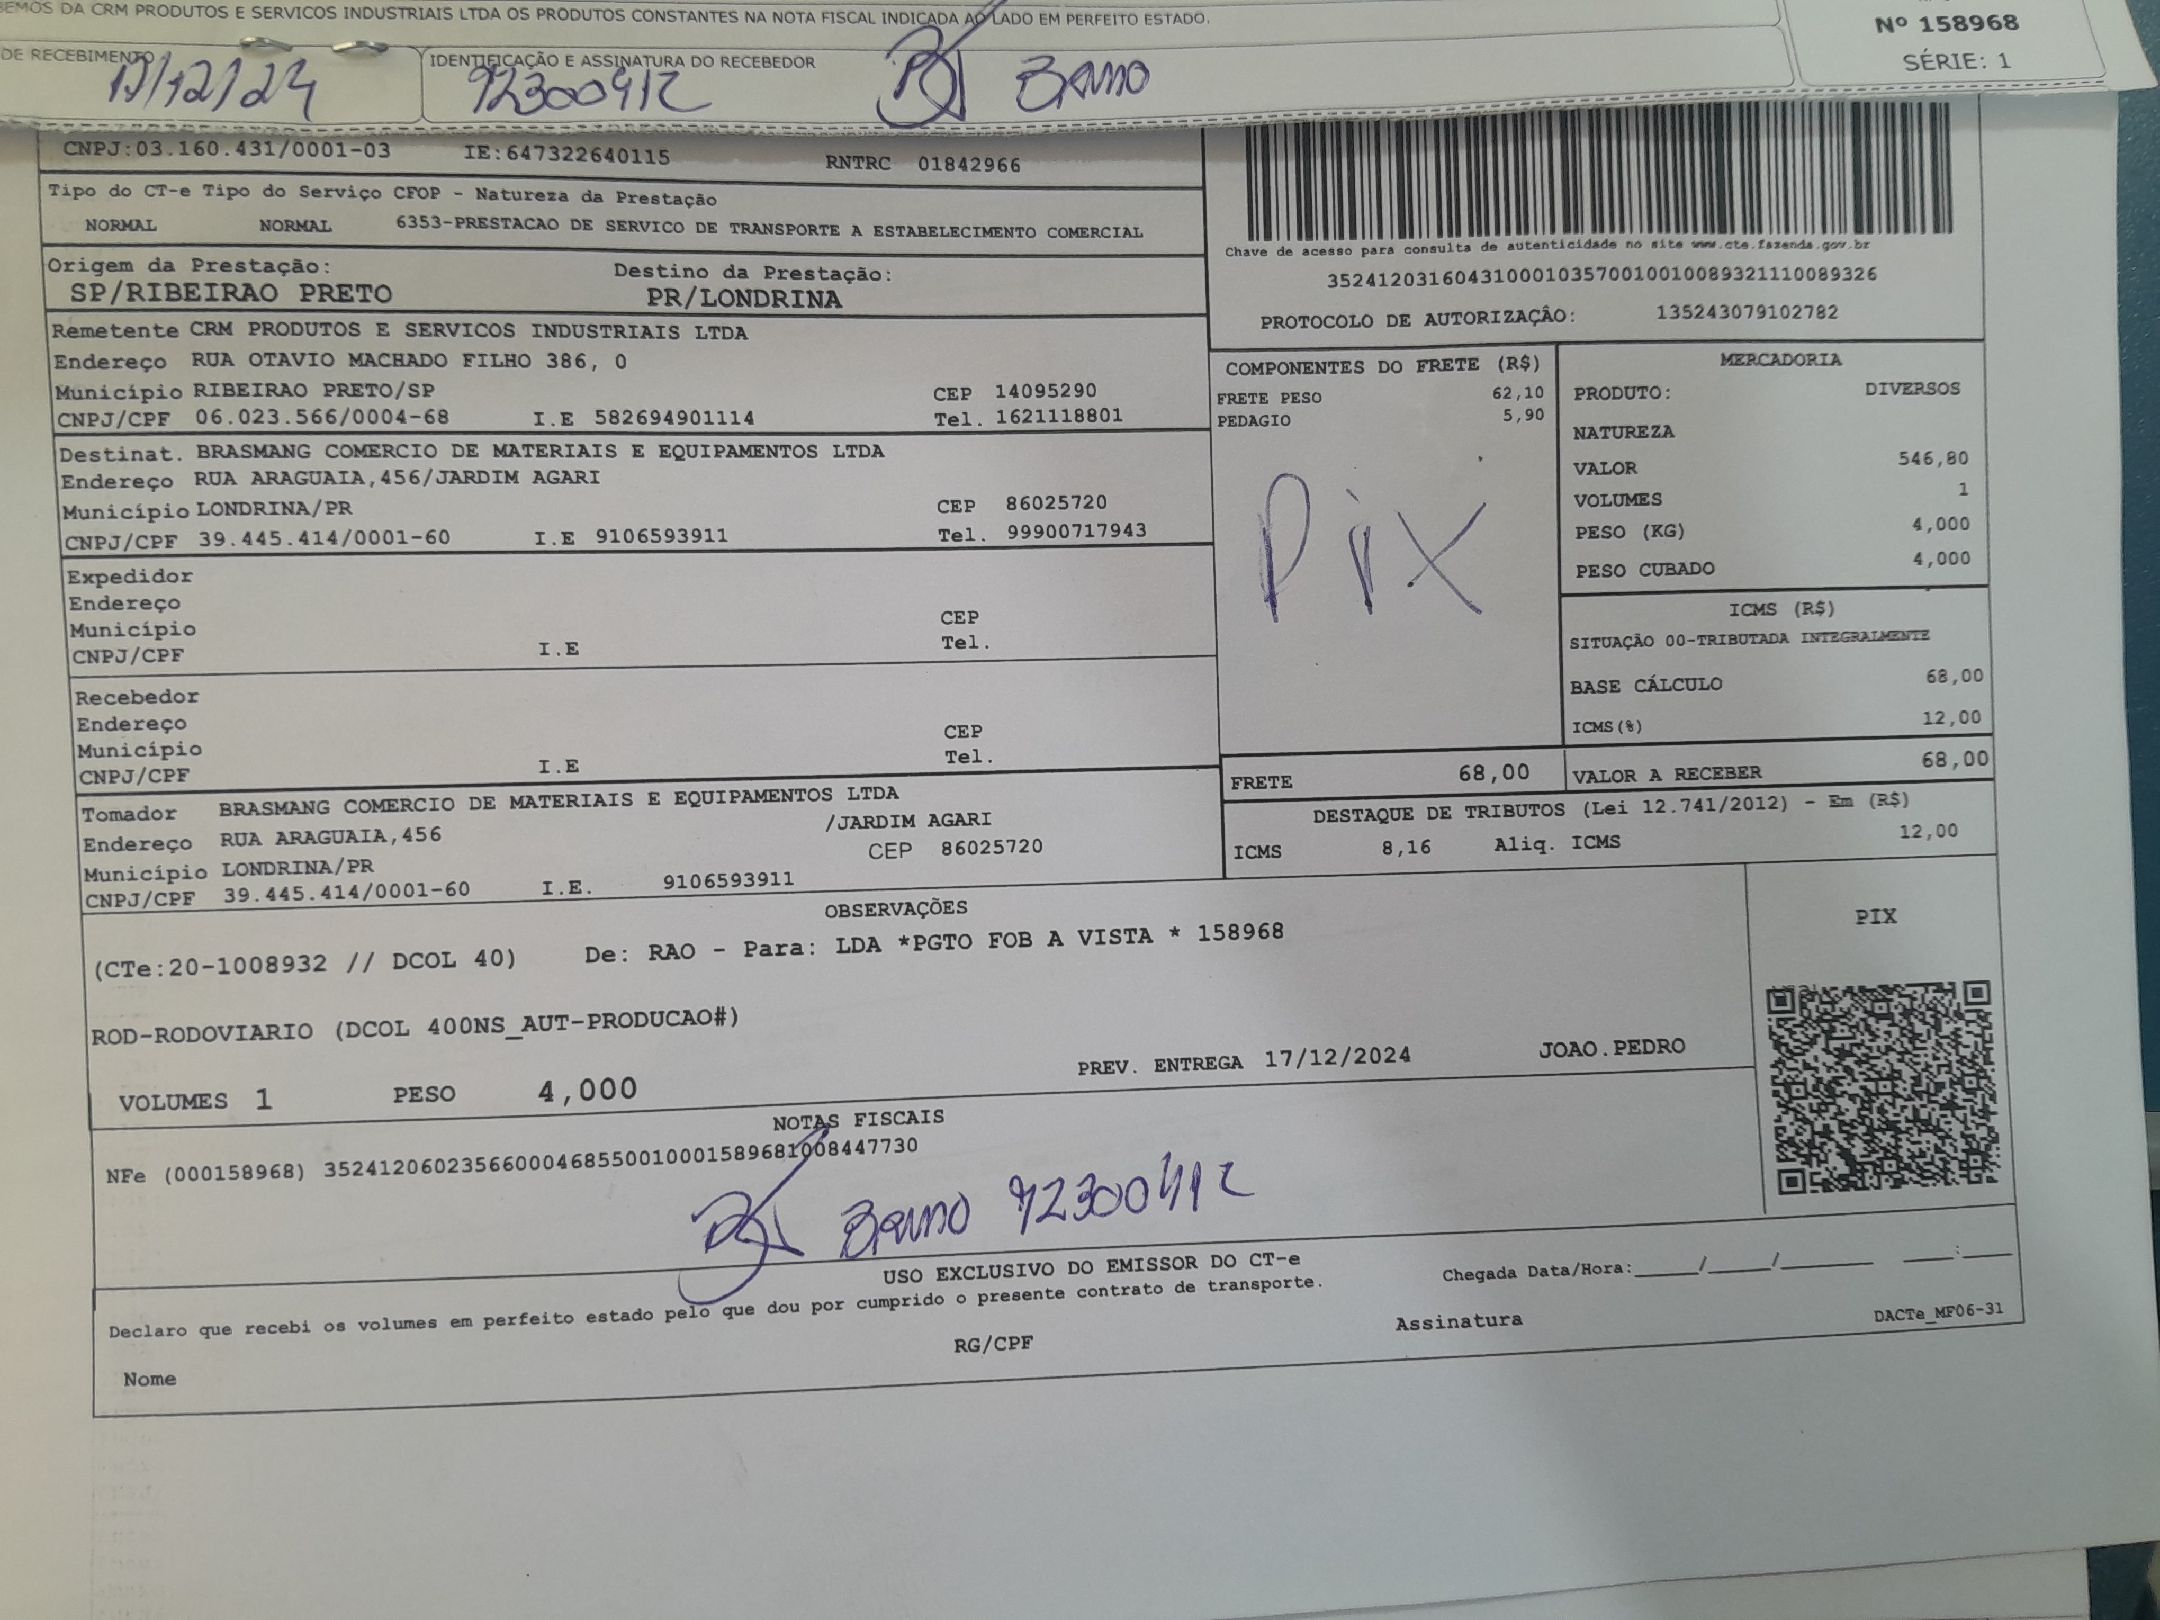 EMOS DA CRM PRODUTOS E SERVICOS INDUSTRIAIS LTDA OS PRODUTOS CONSTANTES NA NOTA FISCAL INDICADA AO LADO EM PERFEITO ESTADO.
Nº 158968
SÉRIE: 1
DE RECEBIMENTO
IDENTIFICAÇÃO E ASSINATURA DO RECEBEDOR
17/12/24 92300412 Bruno
CNPJ:03.160.431/0001-03 IE:647322640115 RNTRC 01842966
Tipo do CT-e Tipo do Serviço CFOP - Natureza da Prestação
NORMAL NORMAL 6353-PRESTACAO DE SERVICO DE TRANSPORTE A ESTABELECIMENTO COMERCIAL
Chave de acesso para consulta de autenticidade no site www.cte.fazenda.gov.br
35241203160431000103570010010089321110089326
PROTOCOLO DE AUTORIZAÇÃO: 135243079102782
Origem da Prestação: Destino da Prestação:
SP/RIBEIRAO PRETO PR/LONDRINA
Remetente CRM PRODUTOS E SERVICOS INDUSTRIAIS LTDA
Endereço RUA OTAVIO MACHADO FILHO 386, 0
Município RIBEIRAO PRETO/SP CEP 14095290
CNPJ/CPF 06.023.566/0004-68 I.E 582694901114 Tel. 1621118801
Destinat. BRASMANG COMERCIO DE MATERIAIS E EQUIPAMENTOS LTDA
Endereço RUA ARAGUAIA,456/JARDIM AGARI
Município LONDRINA/PR CEP 86025720
CNPJ/CPF 39.445.414/0001-60 I.E 9106593911 Tel. 99900717943
Expedidor
Endereço
Município CEP
CNPJ/CPF I.E Tel.
Recebedor
Endereço
Município CEP
CNPJ/CPF I.E Tel.
Tomador BRASMANG COMERCIO DE MATERIAIS E EQUIPAMENTOS LTDA
Endereço RUA ARAGUAIA,456 /JARDIM AGARI
Município LONDRINA/PR CEP 86025720
CNPJ/CPF 39.445.414/0001-60 I.E. 9106593911
COMPONENTES DO FRETE (R$)
FRETE PESO 62,10
PEDAGIO 5,90
Pix
MERCADORIA
PRODUTO: DIVERSOS
NATUREZA
VALOR 546,80
VOLUMES 1
PESO (KG) 4,000
PESO CUBADO 4,000
ICMS (R$)
SITUAÇÃO 00-TRIBUTADA INTEGRALMENTE
BASE CÁLCULO 68,00
ICMS(%) 12,00
FRETE 68,00 VALOR A RECEBER 68,00
DESTAQUE DE TRIBUTOS (Lei 12.741/2012) - Em (R$)
ICMS 8,16 Aliq. ICMS 12,00
OBSERVAÇÕES
(CTe:20-1008932 // DCOL 40) De: RAO - Para: LDA *PGTO FOB A VISTA * 158968
PIX
ROD-RODOVIARIO (DCOL 400NS_AUT-PRODUCAO#)
VOLUMES 1 PESO 4,000 PREV. ENTREGA 17/12/2024 JOAO.PEDRO
NOTAS FISCAIS
NFe (000158968) 35241206023566000468550010001589681008447730
Bruno 92300412
USO EXCLUSIVO DO EMISSOR DO CT-e
Declaro que recebi os volumes em perfeito estado pelo que dou por cumprido o presente contrato de transporte.
Chegada Data/Hora:_____/_____/_______ ____:____
Nome RG/CPF Assinatura DACTe_MF06-31